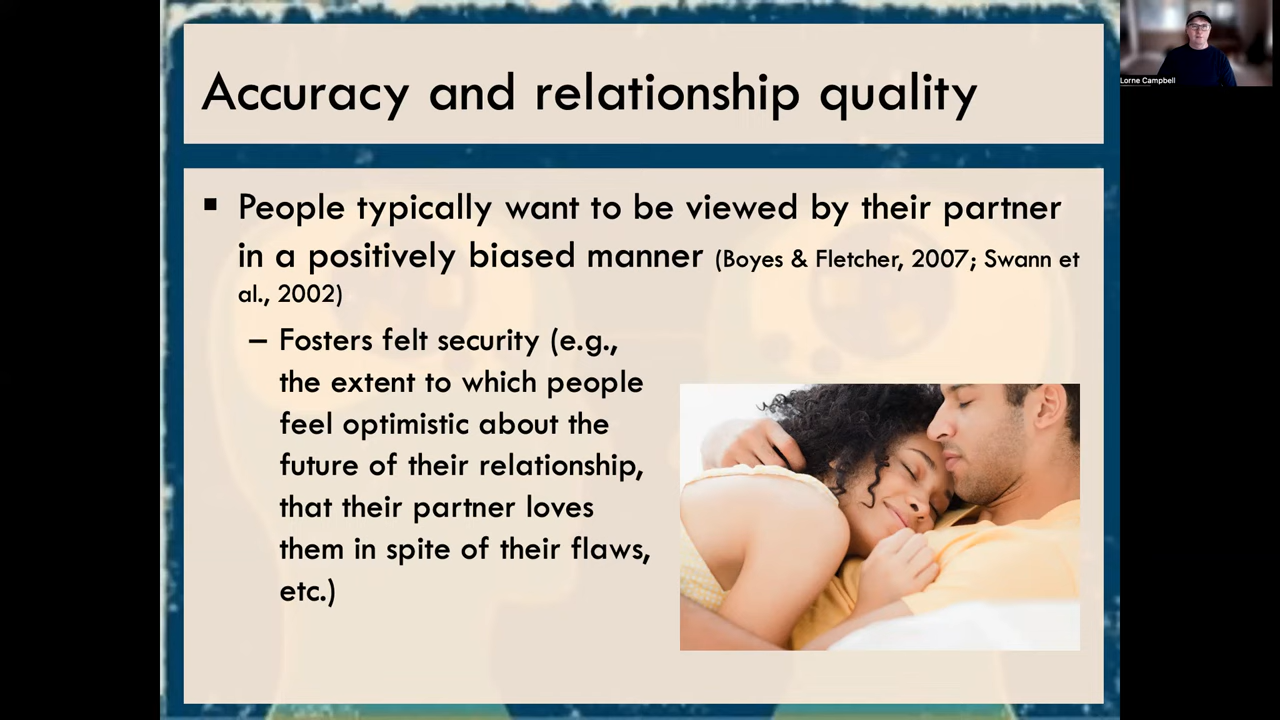 Accuracy and relationship quality
▪ People typically want to be viewed by their partner
in a positively biased manner (Boyes & Fletcher, 2007; Swann et
al., 2002)
– Fosters felt security (e.g.,
the extent to which people
feel optimistic about the
future of their relationship,
that their partner loves
them in spite of their flaws,
etc.)
Lorne Campbell